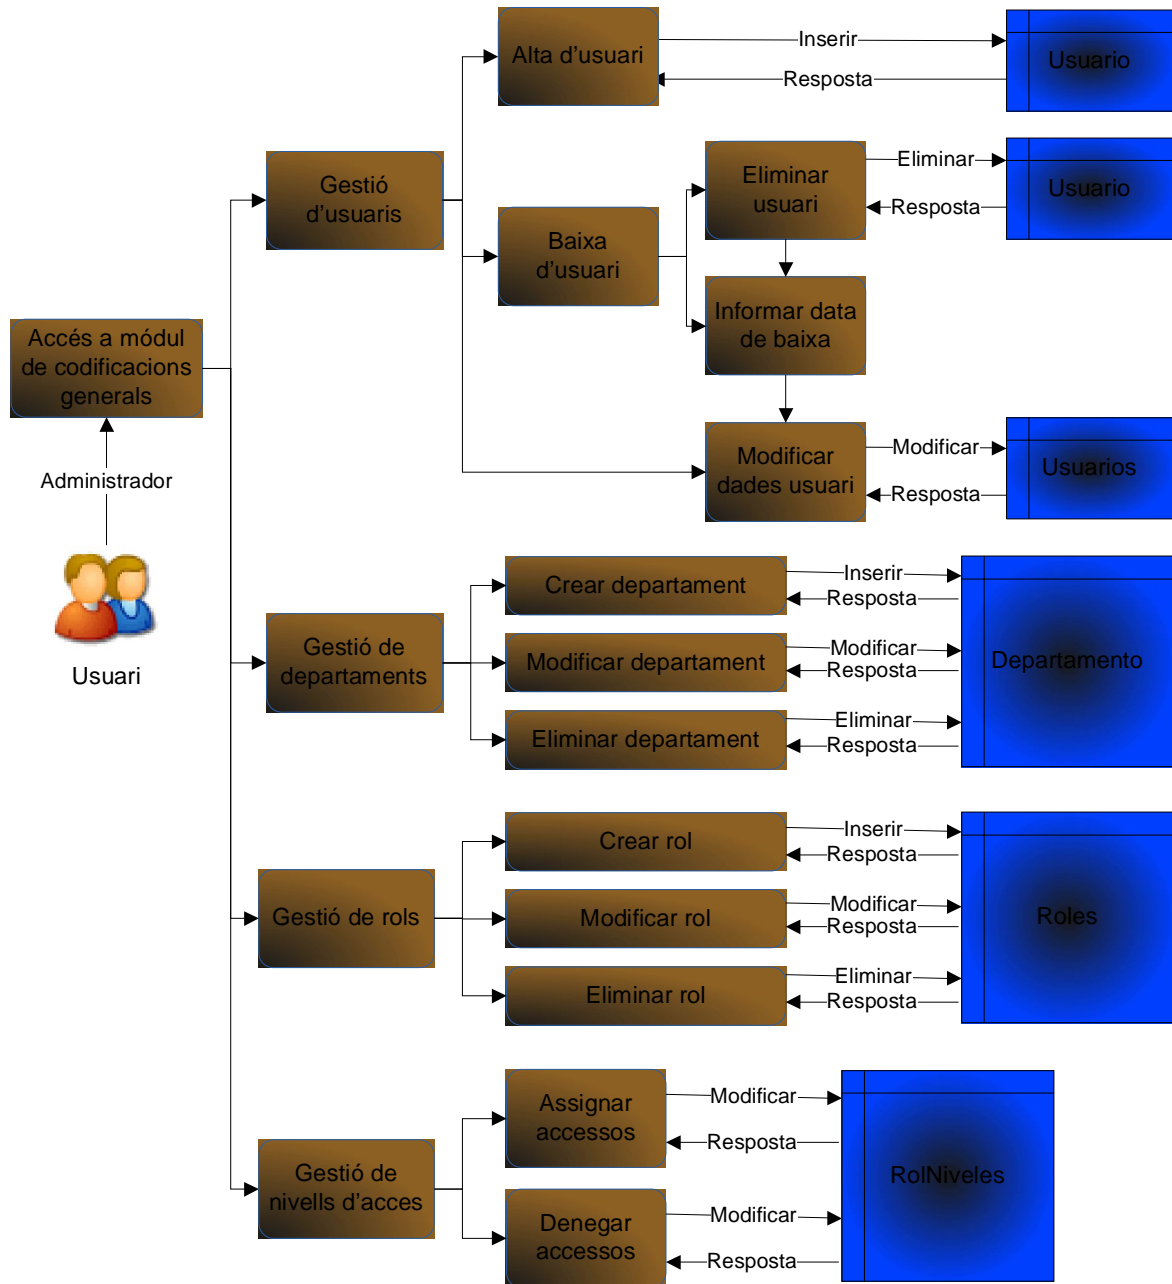 Alta d'usuari
Inserir
Resposta
Usuario
Gestió
d'usuaris
Baixa
d'usuari
Eliminar
usuari
Eliminar
Resposta
Usuario
Informar data
de baixa
Modificar
dades usuari
Modificar
Resposta
Usuarios
Accés a módul
de codificacions
generals
Administrador
Usuari
Gestió de
departaments
Crear departament
Inserir
Resposta
Modificar departament
Modificar
Resposta
Eliminar departament
Eliminar
Resposta
Departamento
Gestió de rols
Crear rol
Inserir
Resposta
Modificar rol
Modificar
Resposta
Eliminar rol
Eliminar
Resposta
Roles
Gestió de
nivells d'acces
Assignar
accessos
Modificar
Resposta
Denegar
accessos
Modificar
Resposta
RolNiveles